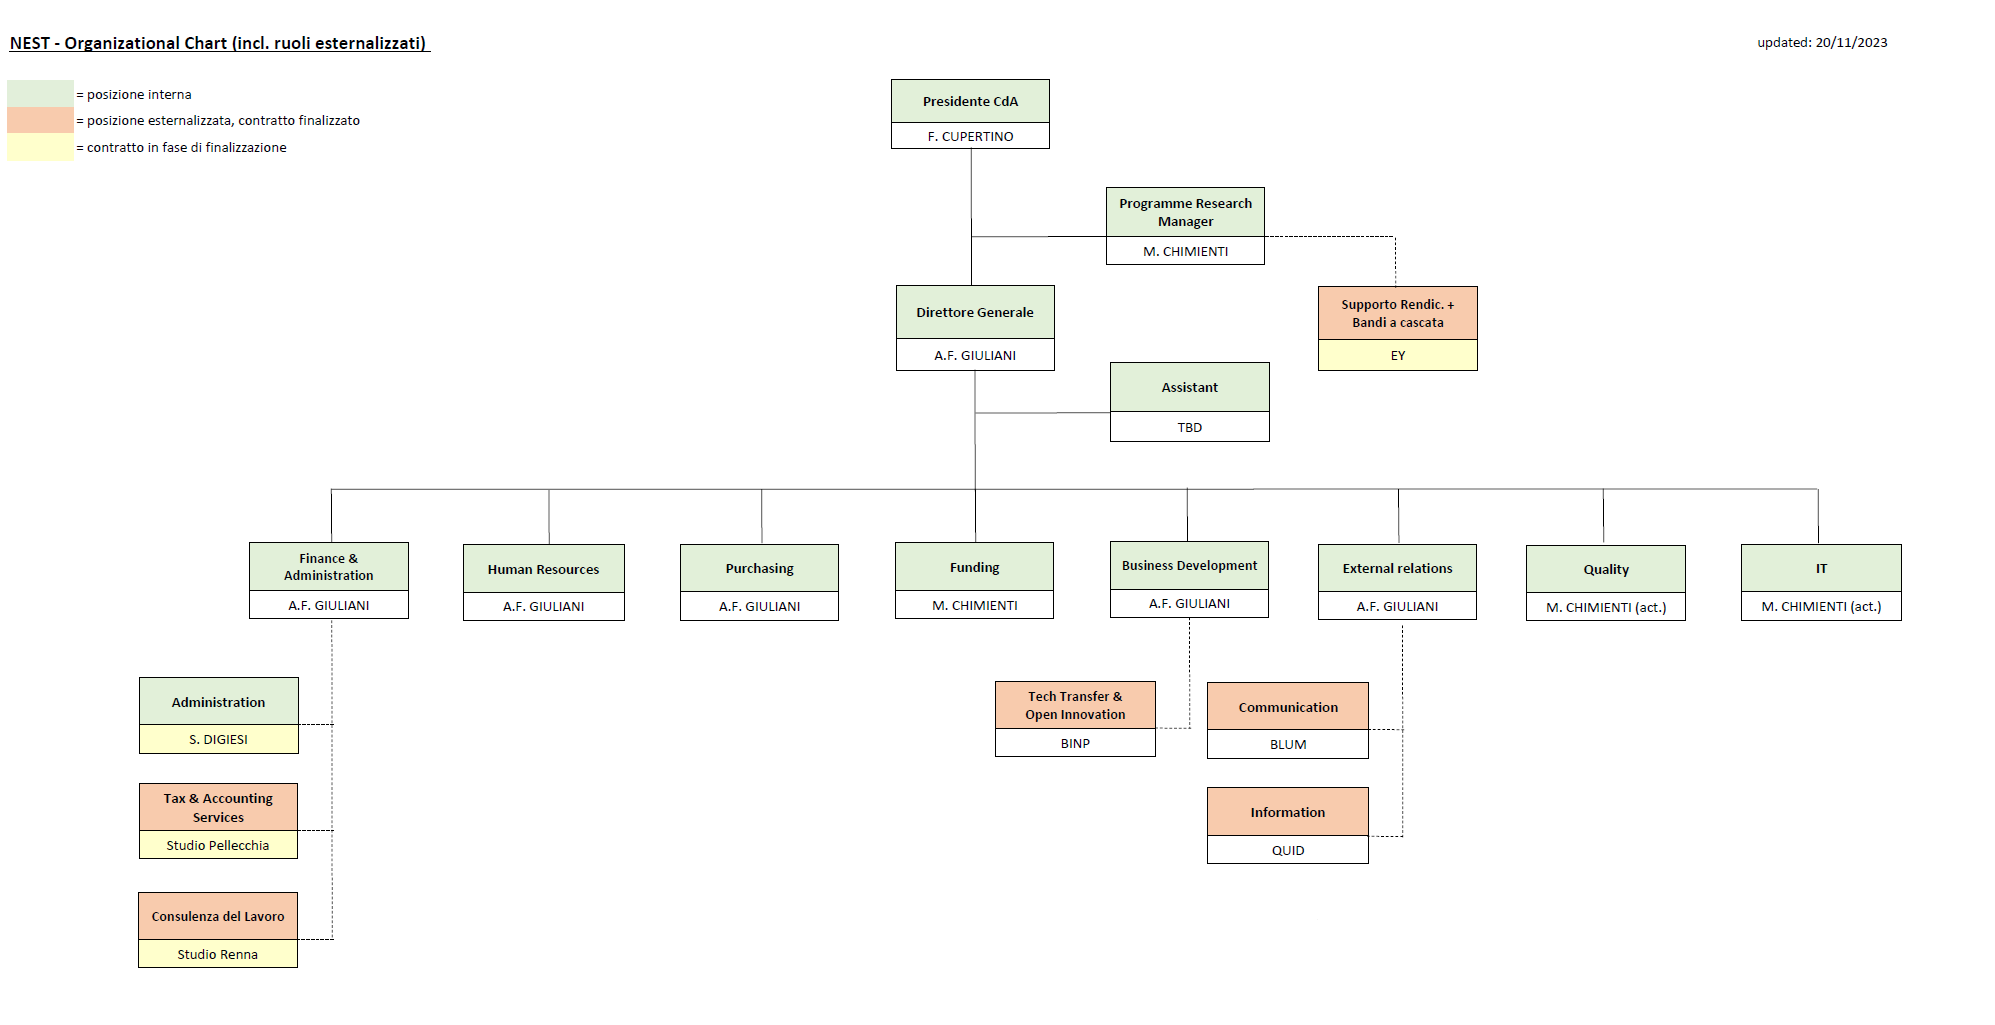 NEST - Organizational Chart (incl. ruoli esternalizzati)
updated: 20/11/2023
= posizione interna
= posizione esternalizzata, contratto finalizzato
= contratto in fase di finalizzazione
Presidente CdA
F. CUPERTINO
Programme Research
Manager
M. CHIMIENTI
Direttore Generale
A.F. GIULIANI
Supporto Rendic. +
Bandi a cascata
EY
Assistant
TBD
Finance &
Administration
A.F. GIULIANI
Human Resources
A.F. GIULIANI
Purchasing
A.F. GIULIANI
Funding
M. CHIMIENTI
Business Development
A.F. GIULIANI
External relations
A.F. GIULIANI
Quality
M. CHIMIENTI (act.)
IT
M. CHIMIENTI (act.)
Administration
S. DIGIESI
Tax & Accounting
Services
Studio Pellecchia
Consulenza del Lavoro
Studio Renna
Tech Transfer &
Open Innovation
BINP
Communication
BLUM
Information
QUID